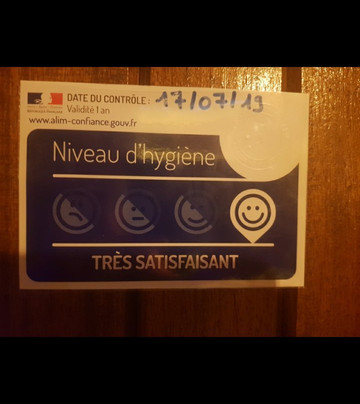 DATE DU CONTRÔLE : 17/07/19
Validité 1 an
www.alim-confiance.gouv.fr
Niveau d'hygiène
TRÈS SATISFAISANT